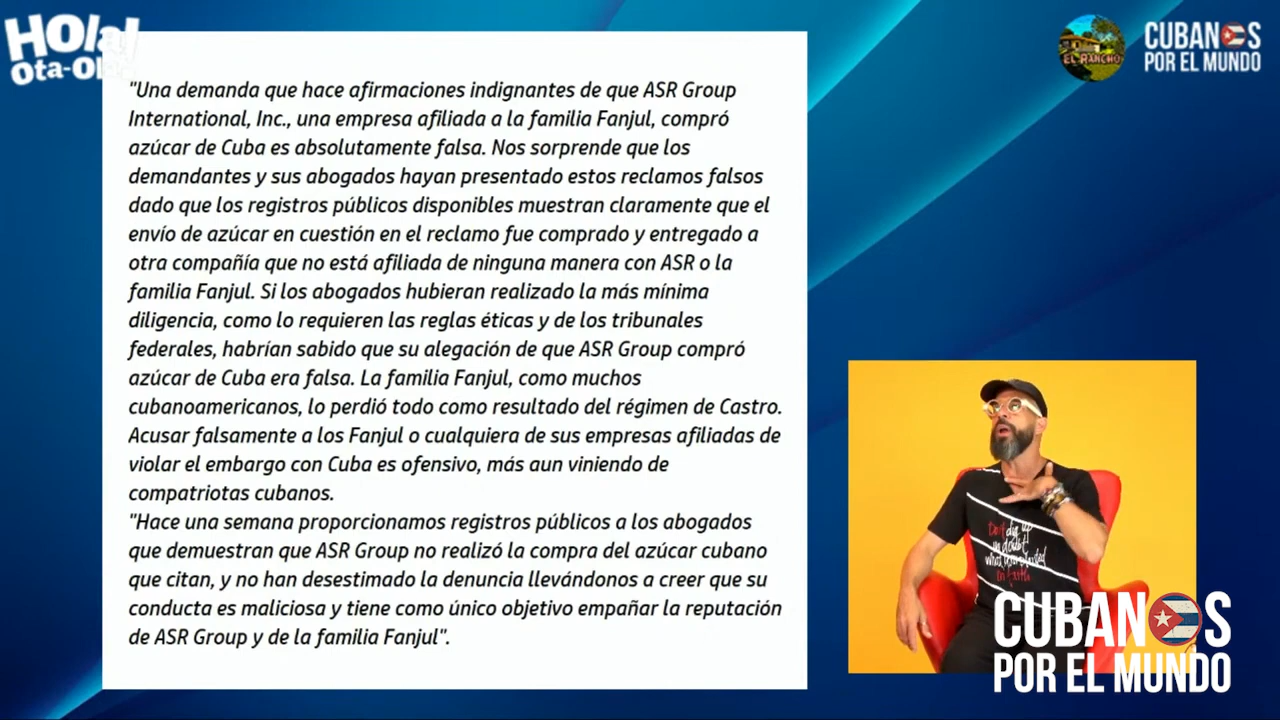 HOla!
Ota-Ola
EL RANCHO
CUBANOS
POR EL MUNDO
"Una demanda que hace afirmaciones indignantes de que ASR Group
International, Inc., una empresa afiliada a la familia Fanjul, compró
azúcar de Cuba es absolutamente falsa. Nos sorprende que los
demandantes y sus abogados hayan presentado estos reclamos falsos
dado que los registros públicos disponibles muestran claramente que el
envío de azúcar en cuestión en el reclamo fue comprado y entregado a
otra compañía que no está afiliada de ninguna manera con ASR o la
familia Fanjul. Si los abogados hubieran realizado la más mínima
diligencia, como lo requieren las reglas éticas y de los tribunales
federales, habrían sabido que su alegación de que ASR Group compró
azúcar de Cuba era falsa. La familia Fanjul, como muchos
cubanoamericanos, lo perdió todo como resultado del régimen de Castro.
Acusar falsamente a los Fanjul o cualquiera de sus empresas afiliadas de
violar el embargo con Cuba es ofensivo, más aun viniendo de
compatriotas cubanos.
"Hace una semana proporcionamos registros públicos a los abogados
que demuestran que ASR Group no realizó la compra del azúcar cubano
que citan, y no han desestimado la denuncia llevándonos a creer que su
conducta es maliciosa y tiene como único objetivo empañar la reputación
de ASR Group y de la familia Fanjul".
Don't dig up
in doubt
what you planted
in faith
CUBANOS
POR EL MUNDO